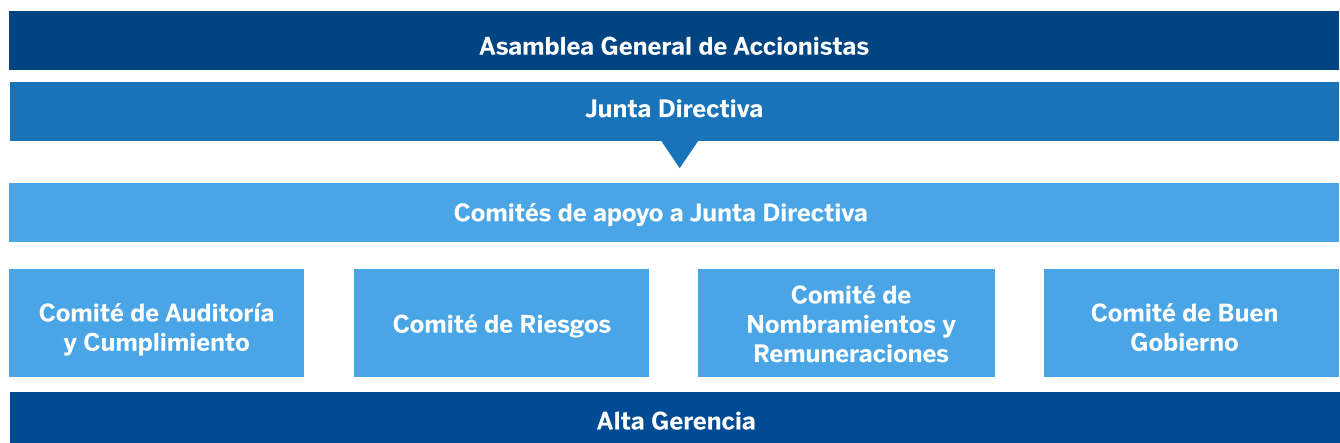 Asamblea General de Accionistas
Junta Directiva
Comités de apoyo a Junta Directiva
Comité de Auditoría
y Cumplimiento
Comité de Riesgos
Comité de
Nombramientos y
Remuneraciones
Comité de Buen
Gobierno
Alta Gerencia